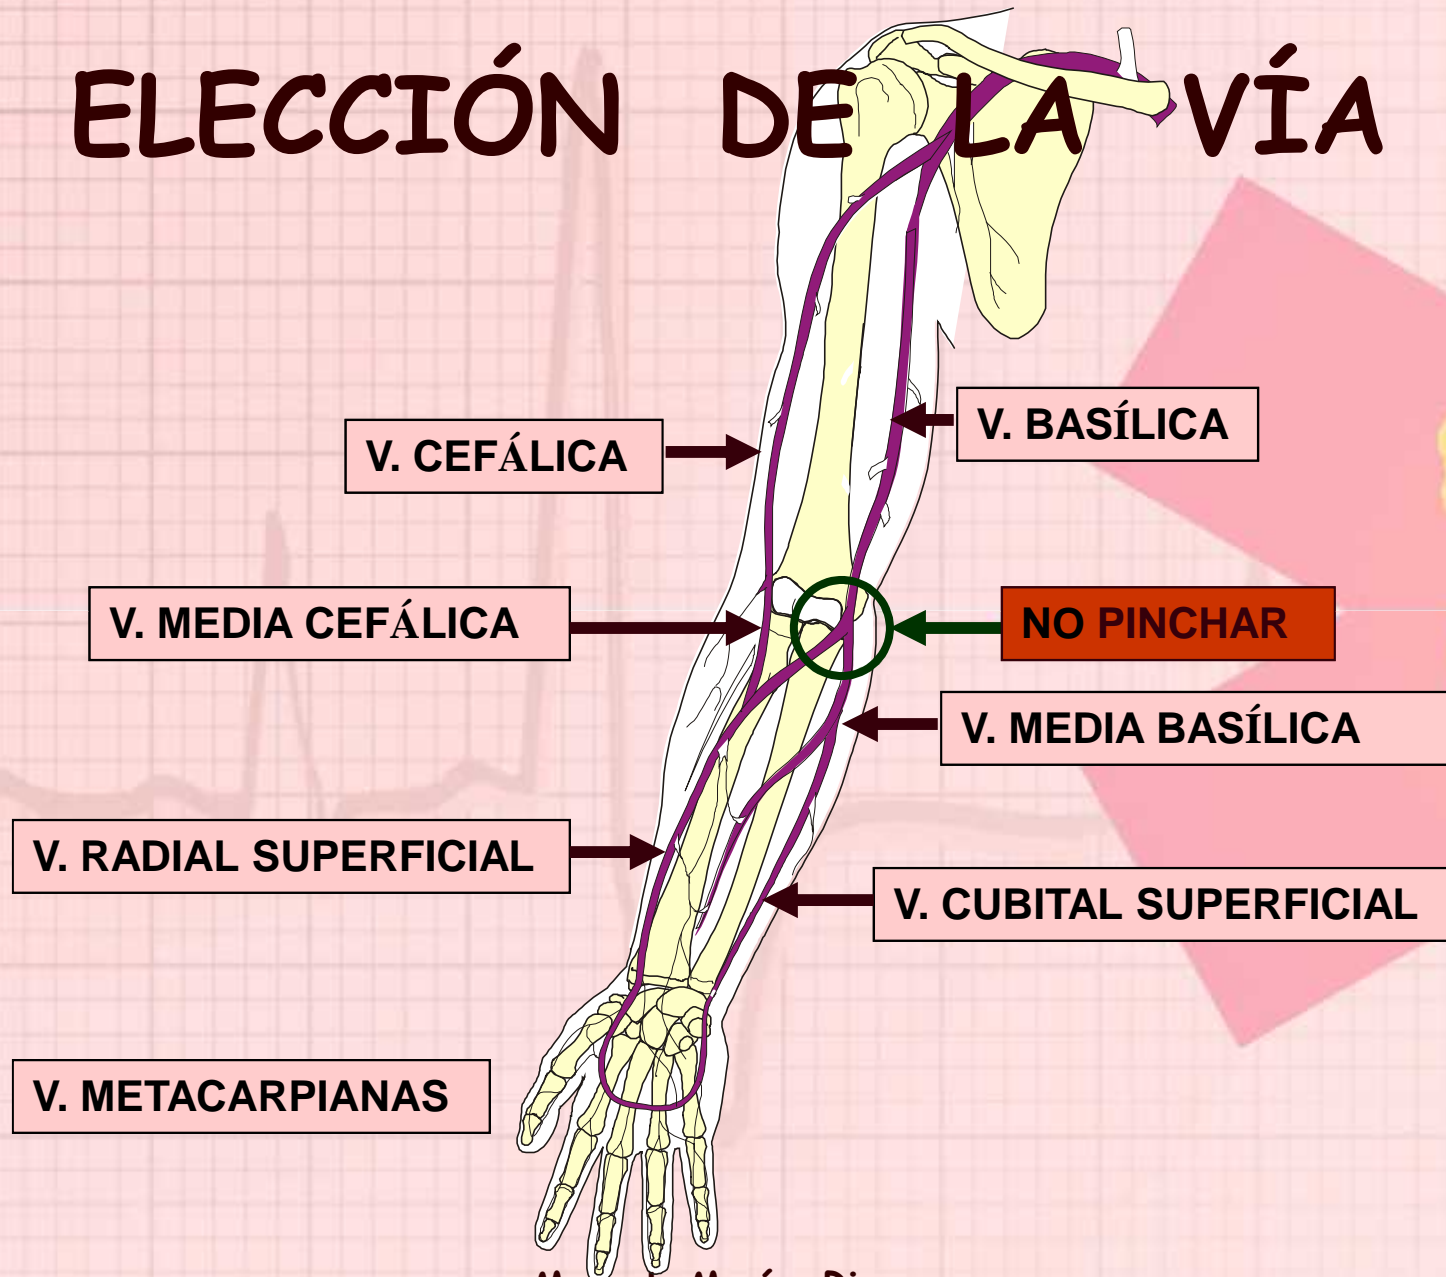 ELECCIÓN DE LA VÍA
V. BASÍLICA
V. CEFÁLICA
V. MEDIA CEFÁLICA
NO PINCHAR
V. MEDIA BASÍLICA
V. RADIAL SUPERFICIAL
V. CUBITAL SUPERFICIAL
V. METACARPIANAS